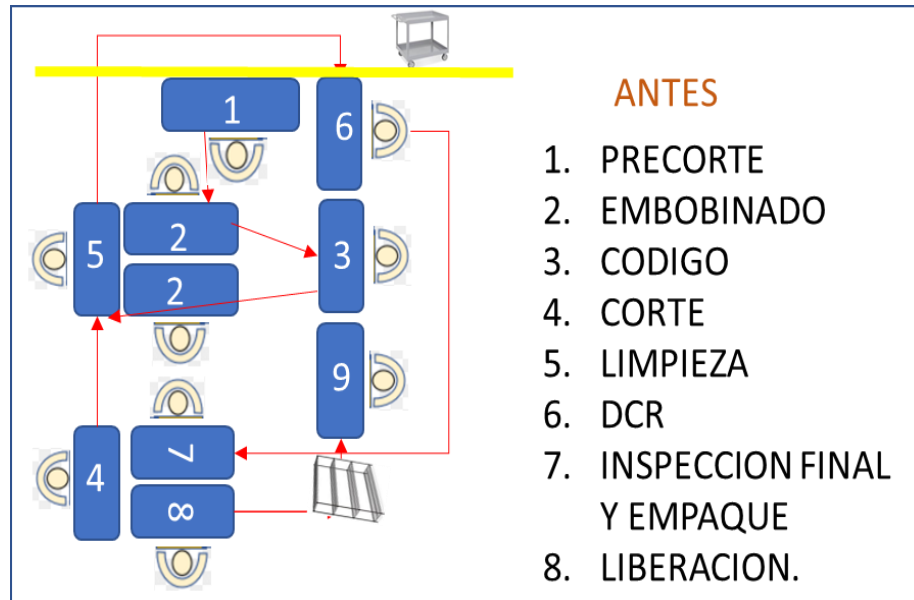 ANTES
1
6
2
5
3
2
9
4
7
8
1. PRECORTE
2. EMBOBINADO
3. CODIGO
4. CORTE
5. LIMPIEZA
6. DCR
7. INSPECCION FINAL
Y EMPAQUE
8. LIBERACION.